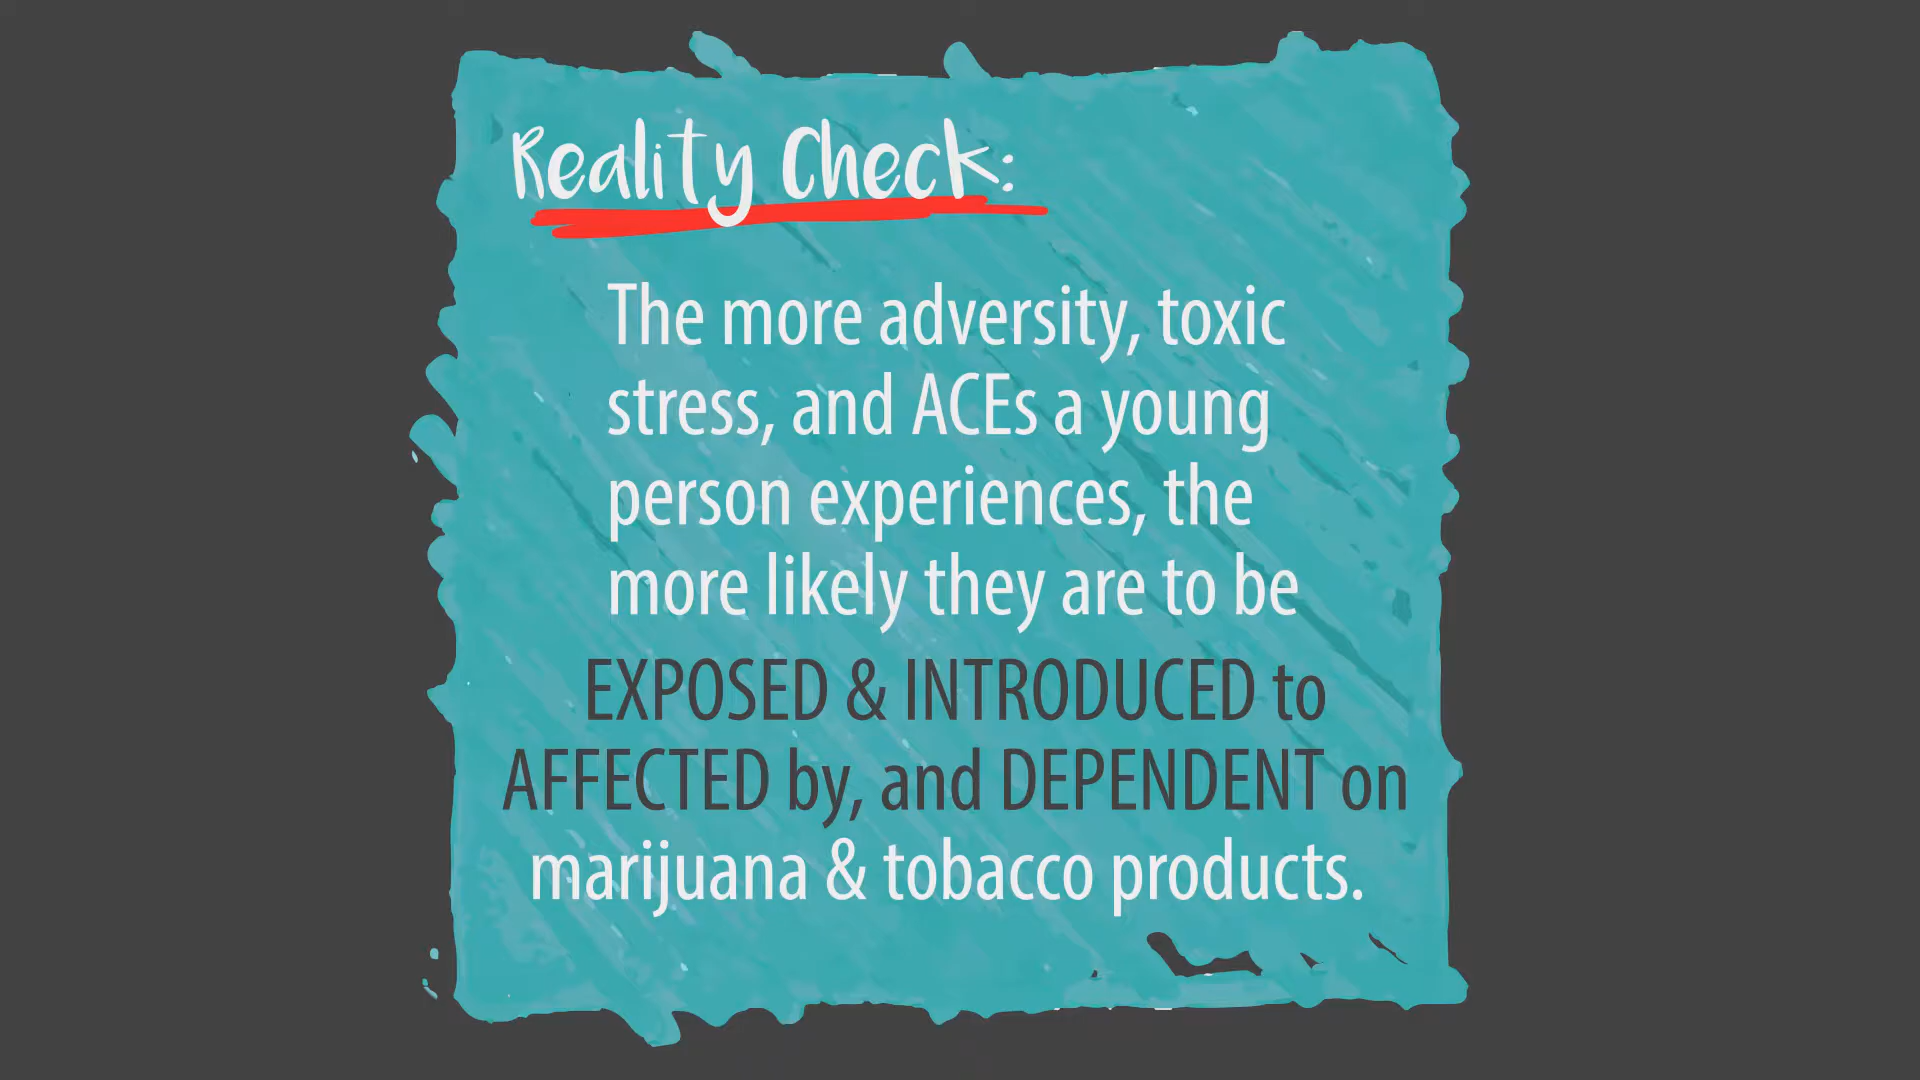 Reality Check:
The more adversity, toxic
stress, and ACEs a young
person experiences, the
more likely they are to be
EXPOSED & INTRODUCED to
AFFECTED by, and DEPENDENT on
marijuana & tobacco products.